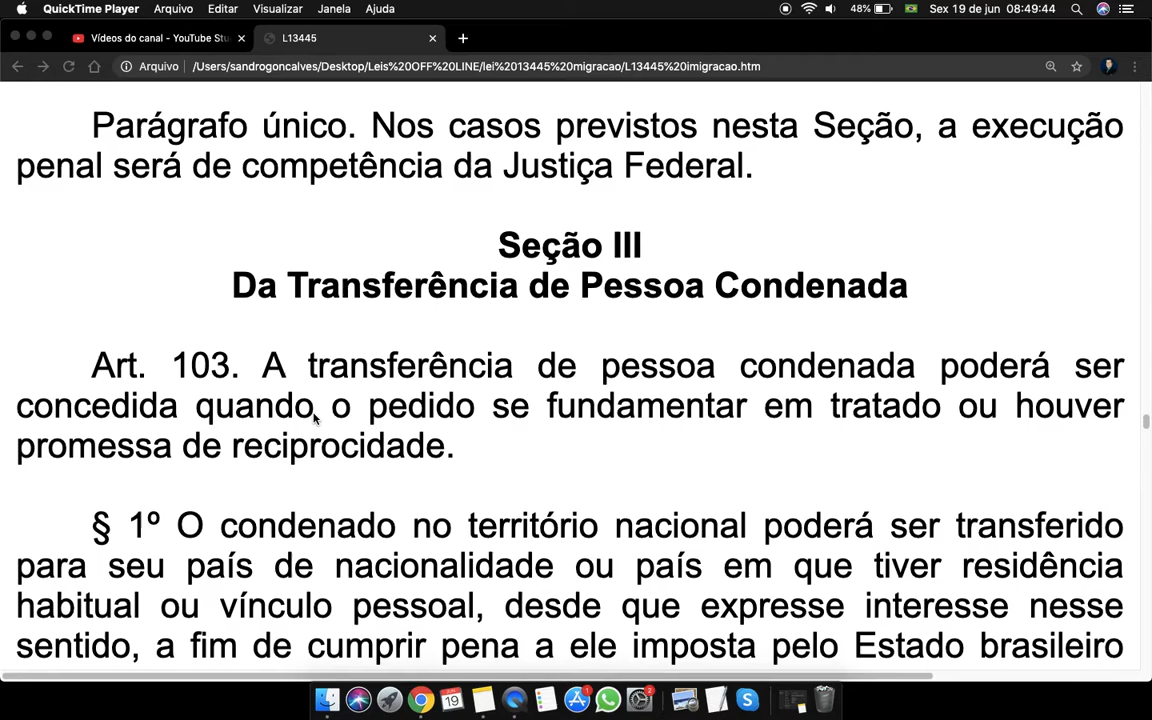 QuickTime Player Arquivo Editar Visualizar Janela Ajuda 48% Sex 19 de jun 08:49:44
Vídeos do canal - YouTube Stu L13445
Arquivo /Users/sandrogoncalves/Desktop/Leis%20OFF%20LINE/lei%2013445%20migracao/L13445%20imigracao.htm
Parágrafo único. Nos casos previstos nesta Seção, a execução
penal será de competência da Justiça Federal.
Seção III
Da Transferência de Pessoa Condenada
Art. 103. A transferência de pessoa condenada poderá ser
concedida quando o pedido se fundamentar em tratado ou houver
promessa de reciprocidade.
§ 1º O condenado no território nacional poderá ser transferido
para seu país de nacionalidade ou país em que tiver residência
habitual ou vínculo pessoal, desde que expresse interesse nesse
sentido, a fim de cumprir pena a ele imposta pelo Estado brasileiro
JUN 19 1 2